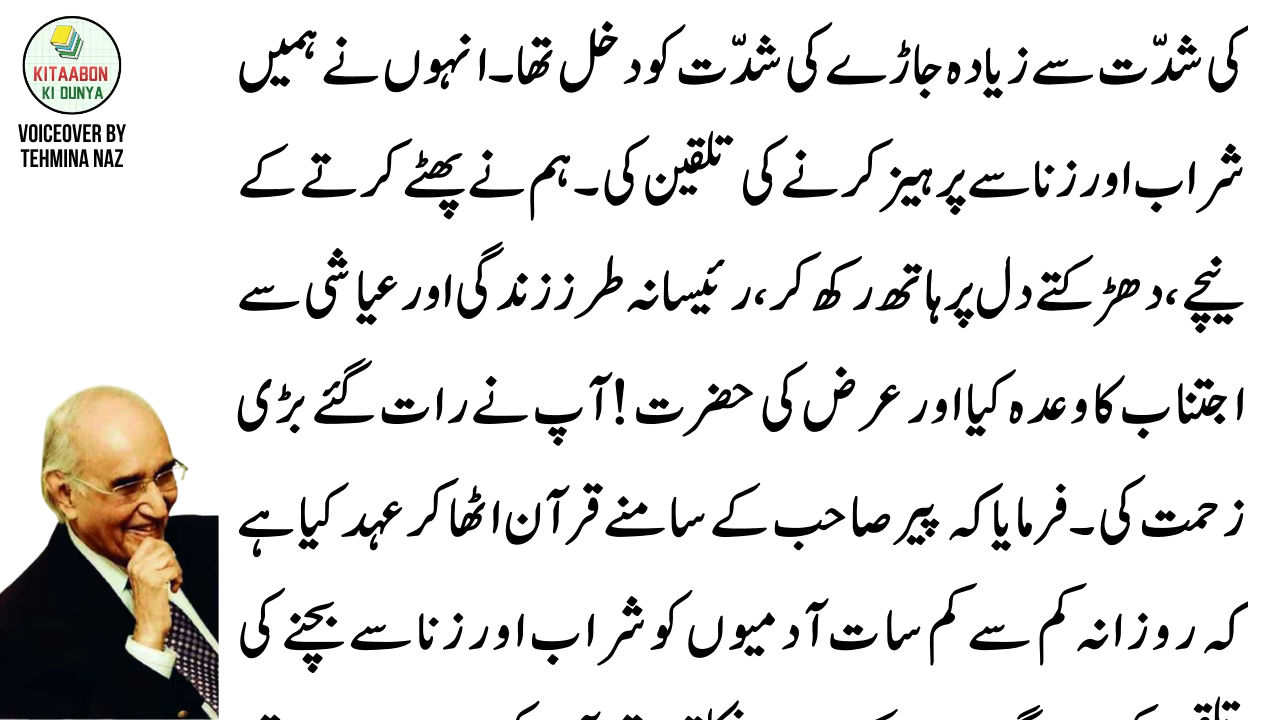 KITAABON
KI DUNYA
VOICEOVER BY
TEHMINA NAZ
کی شدّت سے زیادہ جاڑے کی شدّت کو دخل تھا۔ انہوں نے ہمیں
شراب اور زنا سے پرہیز کرنے کی تلقین کی۔ ہم نے پھٹے کرتے کے
نیچے، دھڑکتے دل پر ہاتھ رکھ کر، رئیسانہ طرز زندگی اور عیاشی سے
اجتناب کا وعدہ کیا اور عرض کی حضرت! آپ نے رات گئے بڑی
زحمت کی۔ فرمایا کہ پیر صاحب کے سامنے قرآن اٹھا کر عہد کیا ہے
کہ روزانہ کم سے کم سات آدمیوں کو شراب اور زنا سے بچنے کی